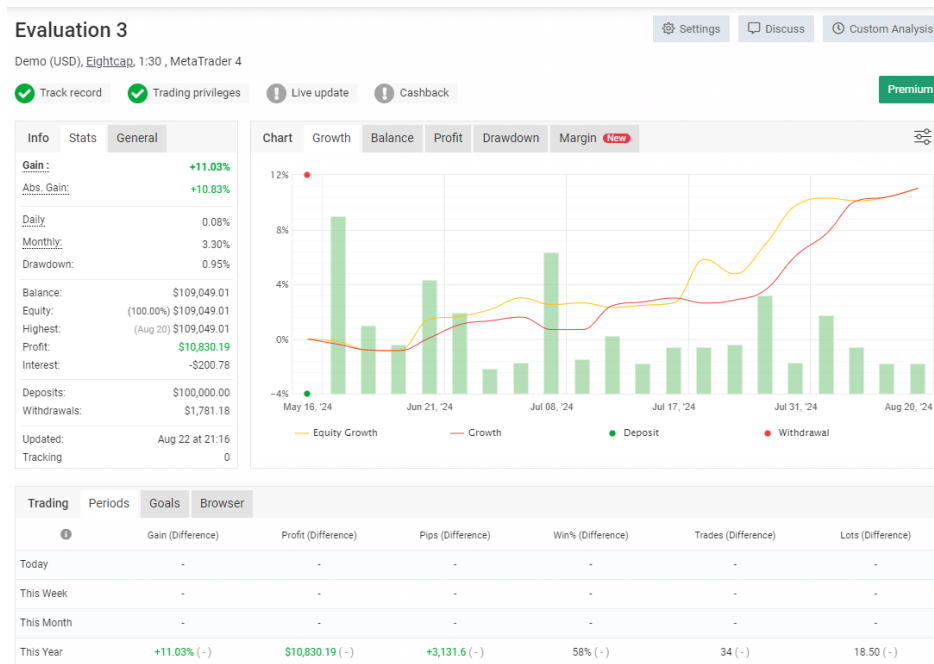 Evaluation 3
Settings Discuss Custom Analysis
Demo (USD), Eightcap, 1:30 , MetaTrader 4
Track record Trading privileges Live update Cashback
Premium
Info Stats General
Chart Growth Balance Profit Drawdown Margin New
Gain : +11.03%
Abs. Gain: +10.83%
Daily 0.08%
Monthly: 3.30%
Drawdown: 0.95%
Balance: $109,049.01
Equity: (100.00%) $109,049.01
Highest: (Aug 20) $109,049.01
Profit: $10,830.19
Interest: -$200.78
Deposits: $100,000.00
Withdrawals: $1,781.18
Updated: Aug 22 at 21:16
Tracking 0
12%
8%
4%
0%
-4%
May 16, '24 Jun 21, '24 Jul 08, '24 Jul 17, '24 Jul 31, '24 Aug 20, '24
Equity Growth Growth Deposit Withdrawal
Trading Periods Goals Browser
Gain (Difference) Profit (Difference) Pips (Difference) Win% (Difference) Trades (Difference) Lots (Difference)
Today - - - - - -
This Week - - - - - -
This Month - - - - - -
This Year +11.03% ( - ) $10,830.19 ( - ) +3,131.6 ( - ) 58% ( - ) 34 ( - ) 18.50 ( - )